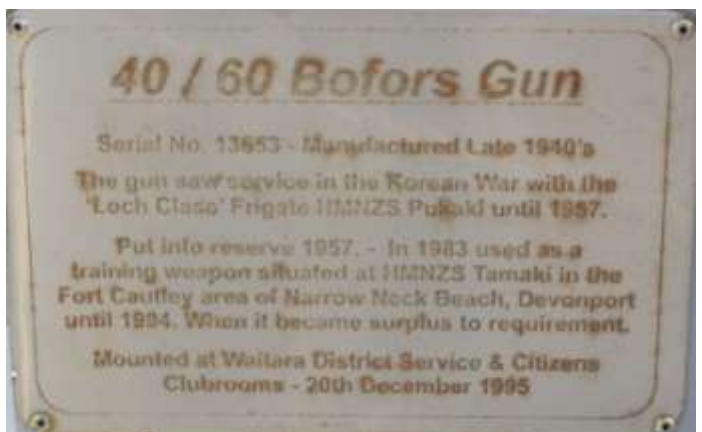 40 / 60 Bofors Gun
Serial No. 13653 - Manufactured Late 1940's
The gun saw service in the Korean War with the
'Loch Class' Frigate HMNZS Pukaki until 1957.
Put into reserve 1957. - In 1983 used as a
training weapon situated at HMNZS Tamaki in the
Fort Cautley area of Narrow Neck Beach, Devonport
until 1994. When it became surplus to requirement.
Mounted at Waitara District Service & Citizens
Clubrooms - 20th December 1995